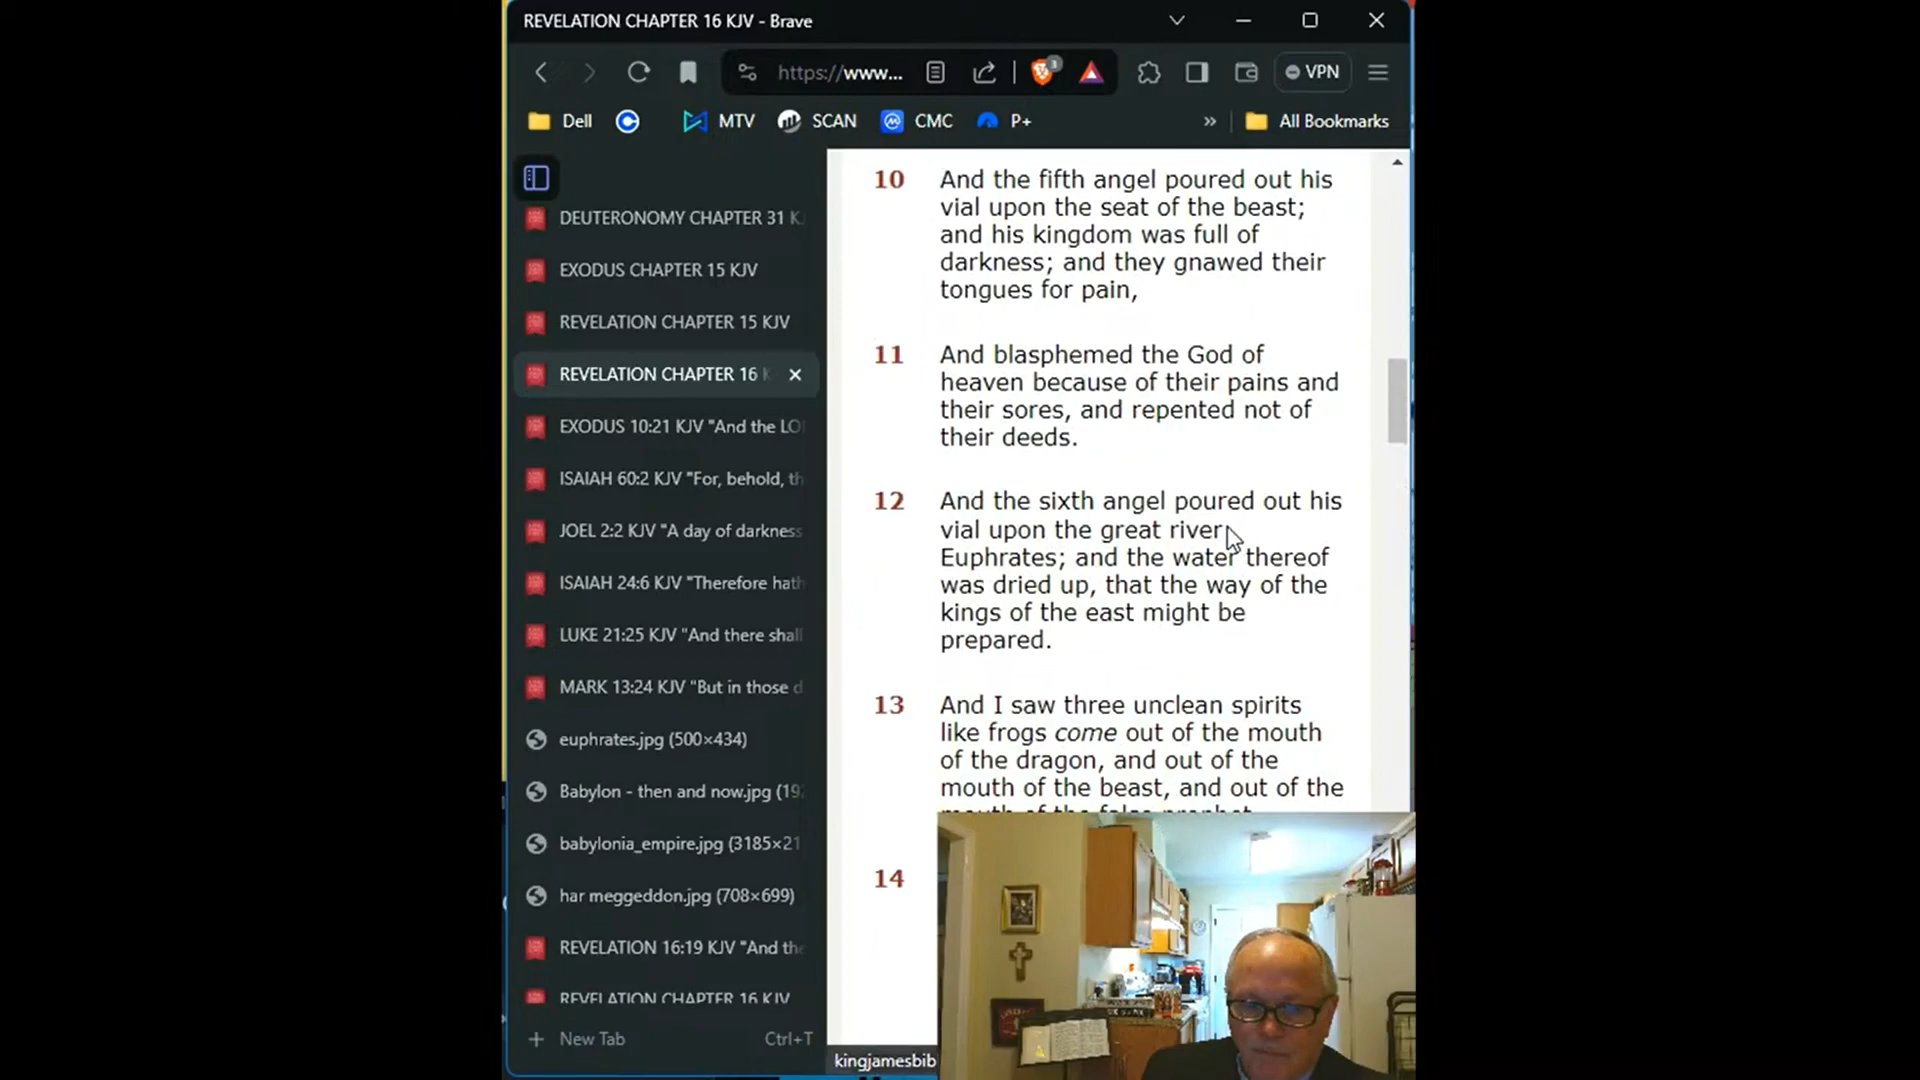 REVELATION CHAPTER 16 KJV - Brave
https://www...
3
VPN
Dell
MTV
SCAN
CMC
P+
All Bookmarks
DEUTERONOMY CHAPTER 31 K
EXODUS CHAPTER 15 KJV
REVELATION CHAPTER 15 KJV
REVELATION CHAPTER 16 K
EXODUS 10:21 KJV "And the LO
ISAIAH 60:2 KJV "For, behold, th
JOEL 2:2 KJV "A day of darkness
ISAIAH 24:6 KJV "Therefore hath
LUKE 21:25 KJV "And there shall
MARK 13:24 KJV "But in those d
euphrates.jpg (500×434)
Babylon - then and now.jpg (192
babylonia_empire.jpg (3185×21
har meggeddon.jpg (708×699)
REVELATION 16:19 KJV "And the
REVELATION CHAPTER 16 KJV
New Tab Ctrl+T
10 And the fifth angel poured out his
vial upon the seat of the beast;
and his kingdom was full of
darkness; and they gnawed their
tongues for pain,
11 And blasphemed the God of
heaven because of their pains and
their sores, and repented not of
their deeds.
12 And the sixth angel poured out his
vial upon the great river
Euphrates; and the water thereof
was dried up, that the way of the
kings of the east might be
prepared.
13 And I saw three unclean spirits
like frogs come out of the mouth
of the dragon, and out of the
mouth of the beast, and out of the
mouth of the false prophet
14
kingjamesbib